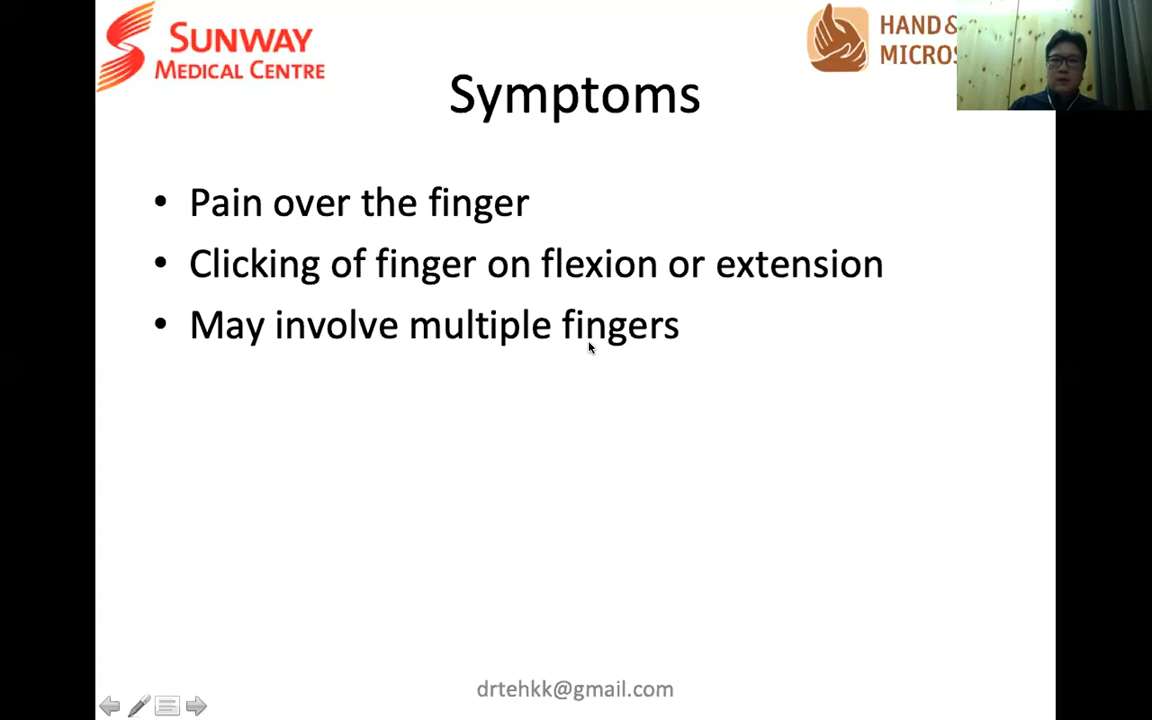 SUNWAY
MEDICAL CENTRE
HAND &
MICROS
Symptoms
• Pain over the finger
• Clicking of finger on flexion or extension
• May involve multiple fingers
drtehkk@gmail.com